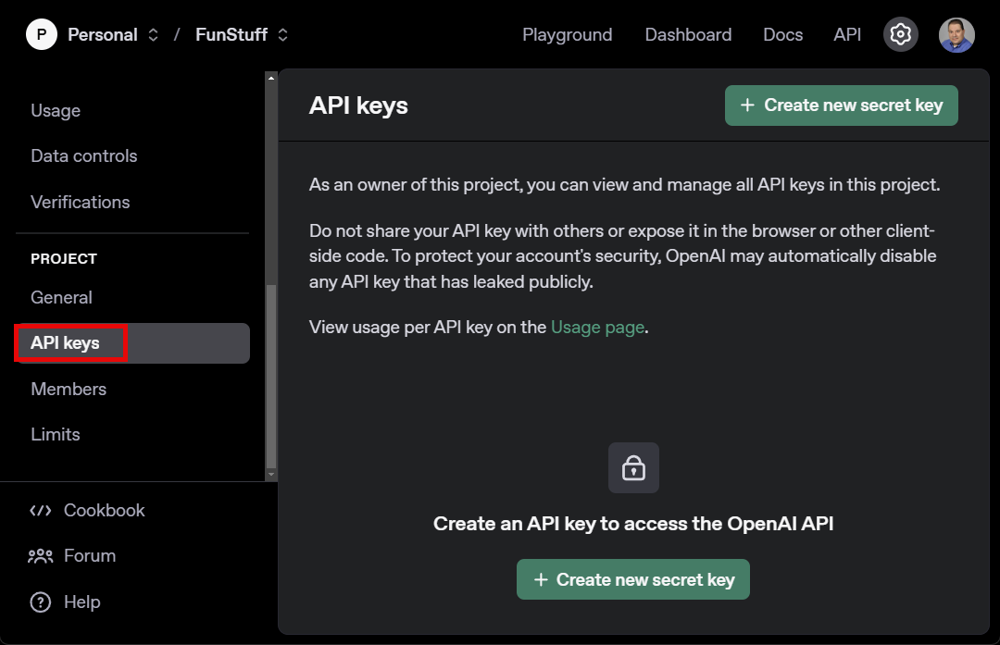 P Personal / FunStuff Playground Dashboard Docs API
Usage
Data controls
Verifications
PROJECT
General
API keys
Members
Limits
Cookbook
Forum
Help
API keys
+ Create new secret key
As an owner of this project, you can view and manage all API keys in this project.
Do not share your API key with others or expose it in the browser or other client-
side code. To protect your account's security, OpenAI may automatically disable
any API key that has leaked publicly.
View usage per API key on the Usage page.
Create an API key to access the OpenAI API
+ Create new secret key